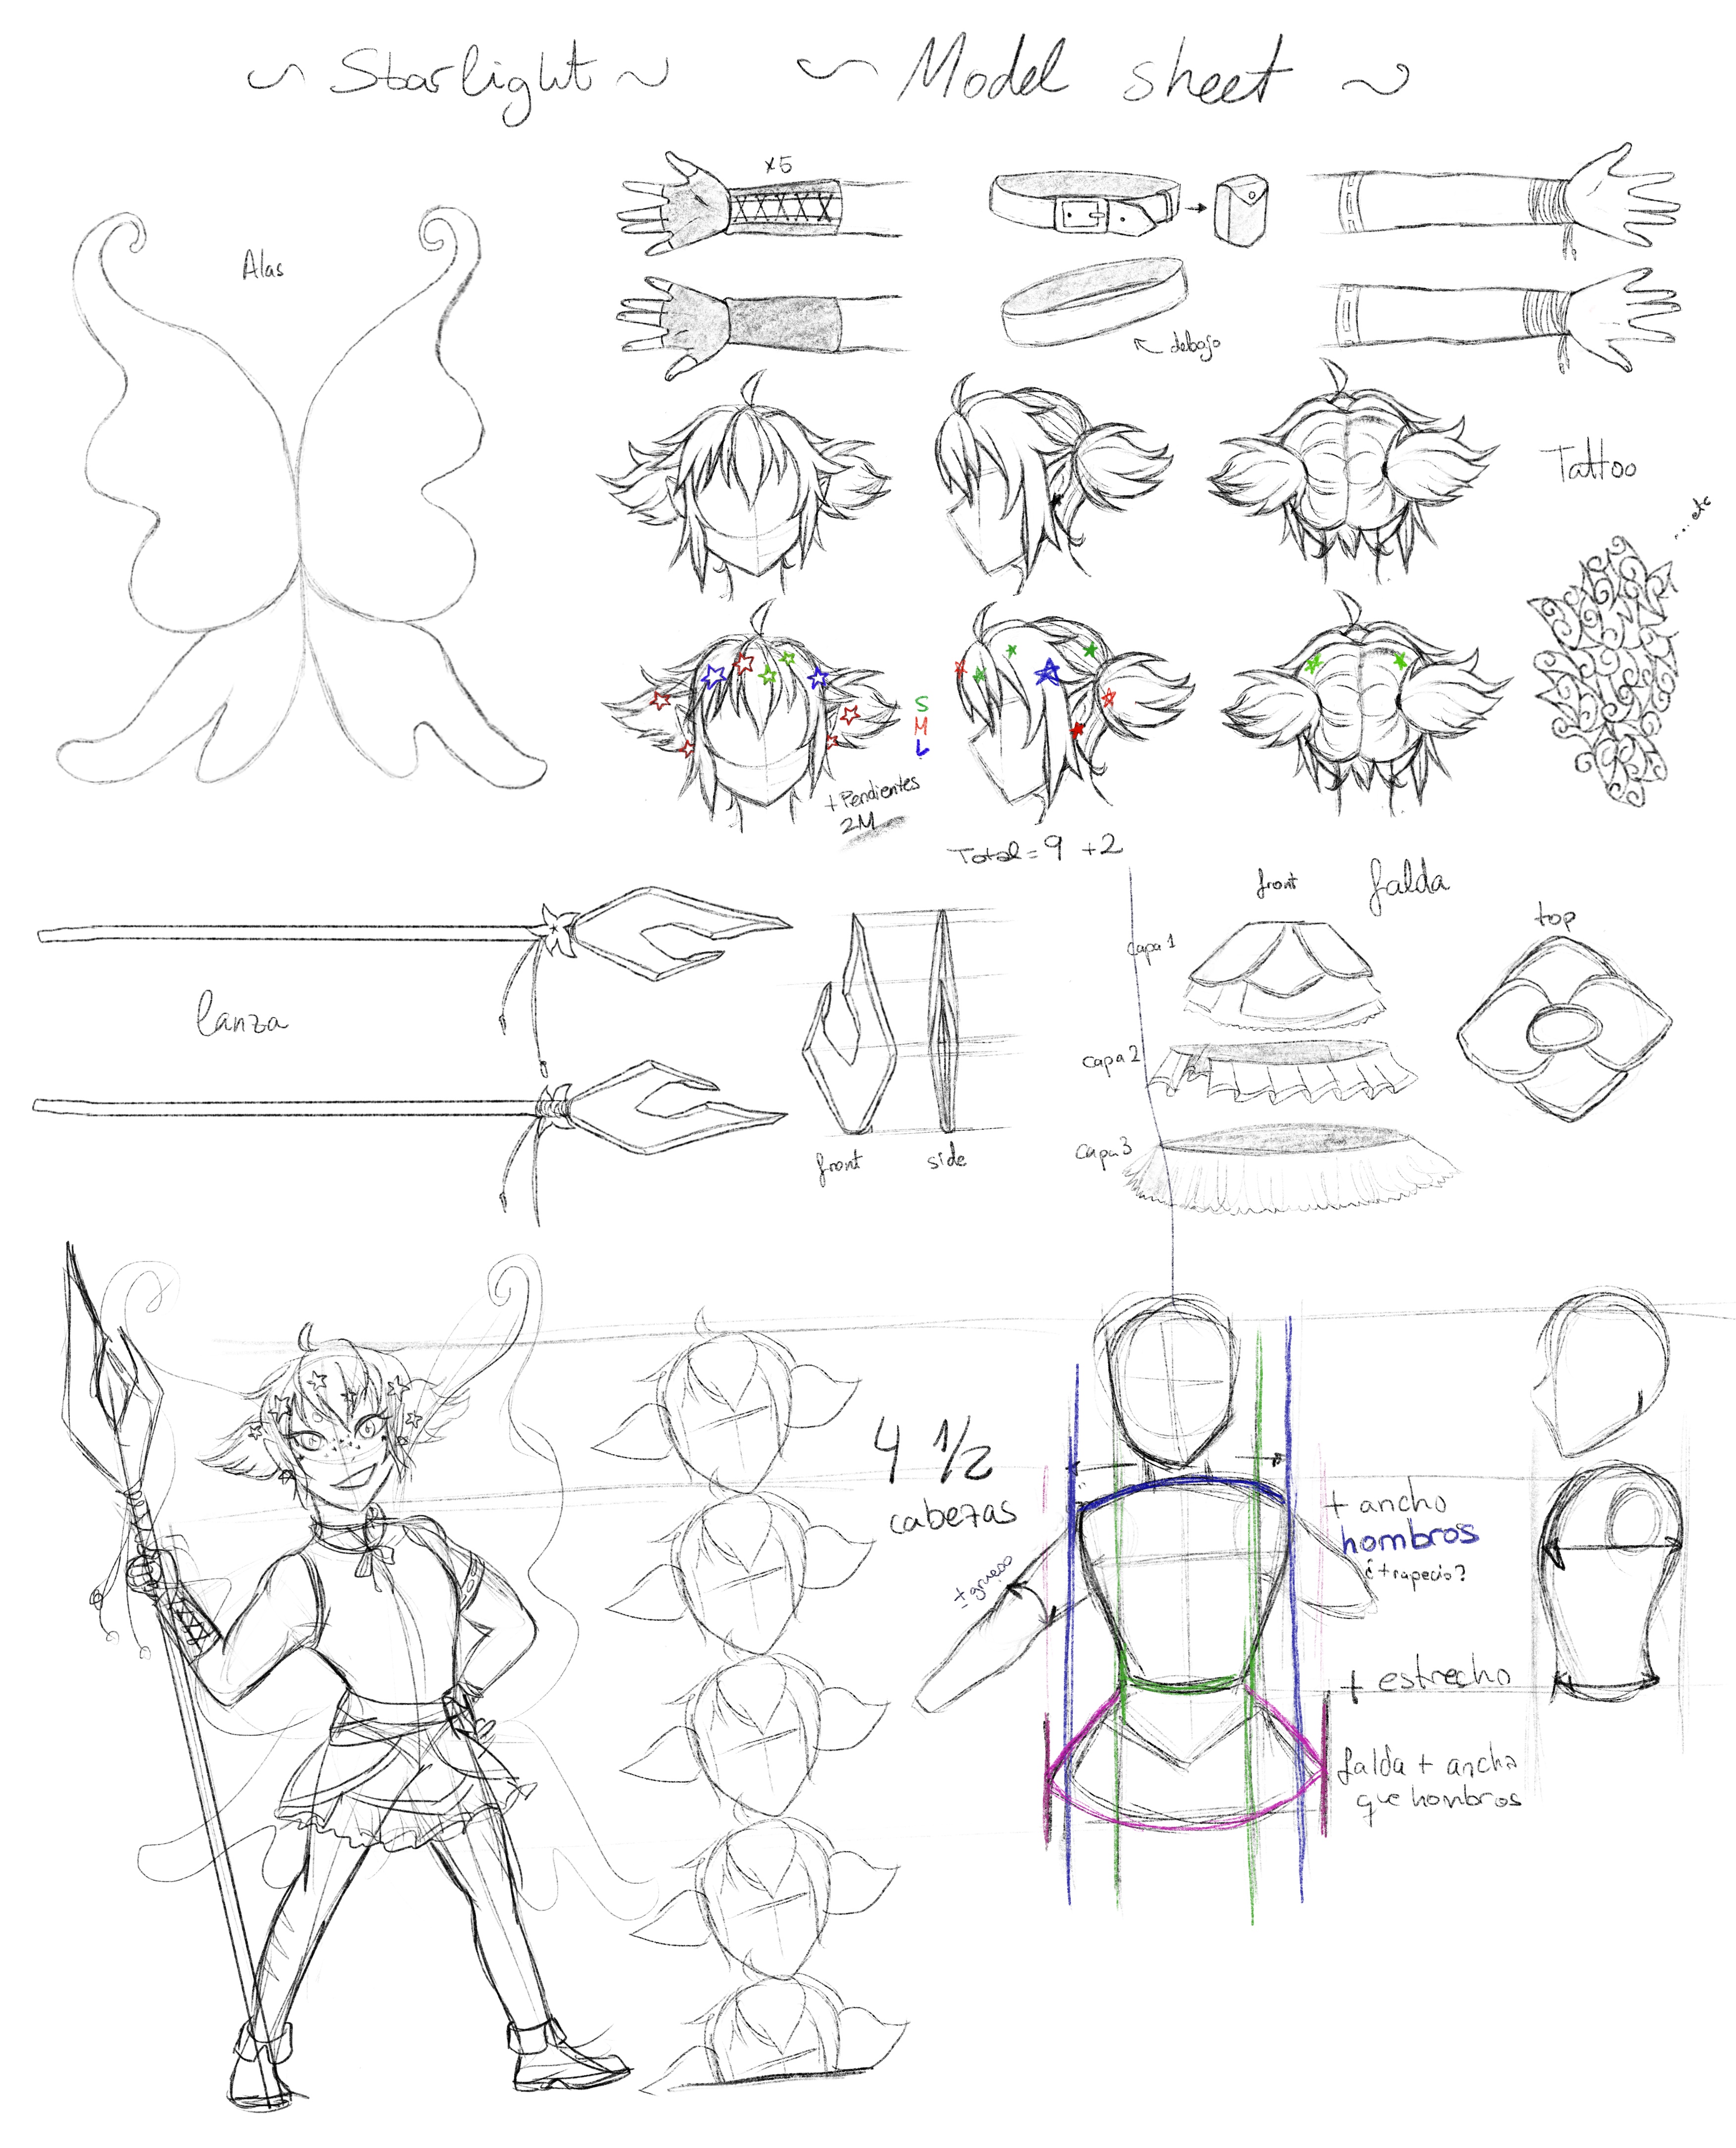 ~ Starlight ~ ~ Model sheet ~
x5
Alas
debajo
Tattoo
... etc
S
M
L
+ Pendientes
2M
Total = 9 + 2
front
falda
top
capa 1
capa 2
capa 3
lanza
front
side
4 1/2
cabezas
+ ancho
hombros
¿trapecio?
± grueso
+ estrecho
falda + ancha
que hombros